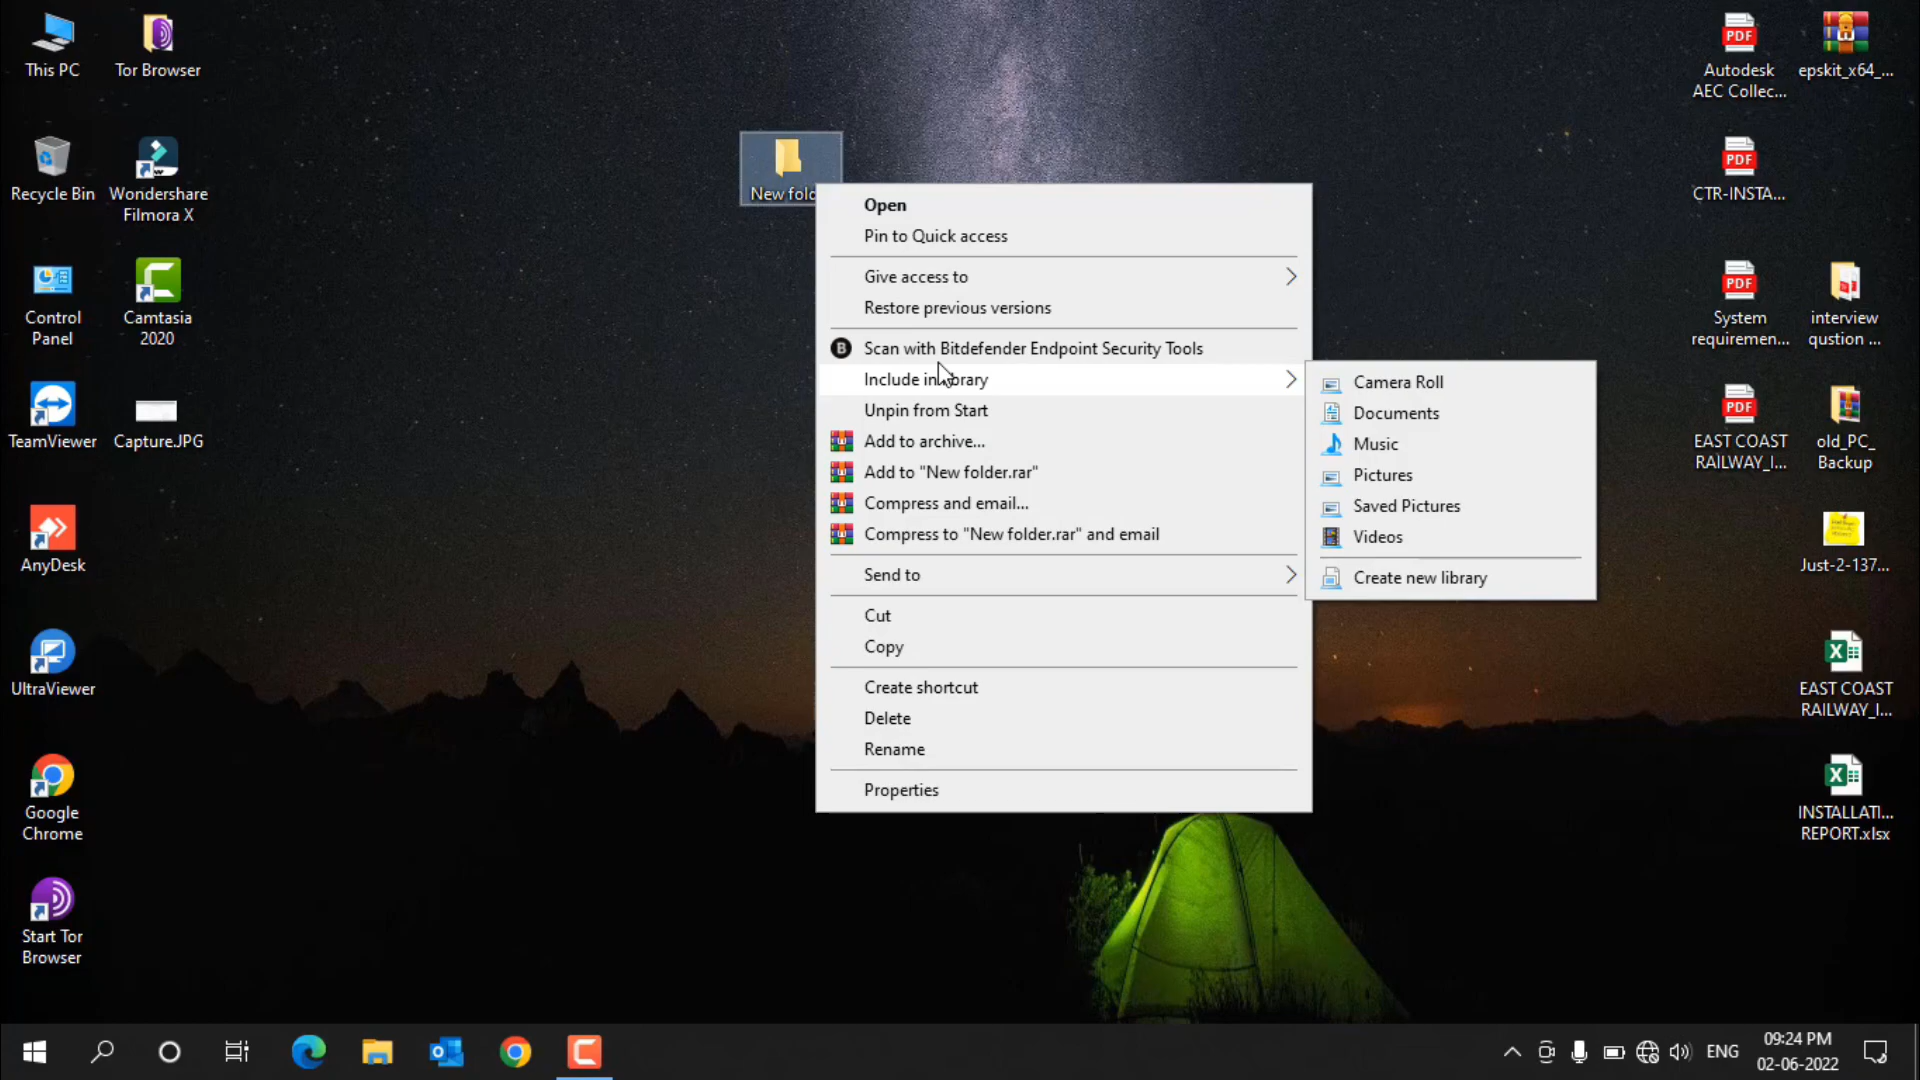 This PC
Tor Browser
Recycle Bin
Wondershare
Filmora X
Control
Panel
Camtasia
2020
TeamViewer
Capture.JPG
AnyDesk
UltraViewer
Google
Chrome
Start Tor
Browser
New fold
Open
Pin to Quick access
Give access to
Restore previous versions
B
Scan with Bitdefender Endpoint Security Tools
Include in library
Unpin from Start
Add to archive...
Add to "New folder.rar"
Compress and email...
Compress to "New folder.rar" and email
Send to
Cut
Copy
Create shortcut
Delete
Rename
Properties
Camera Roll
Documents
Music
Pictures
Saved Pictures
Videos
Create new library
PDF
Autodesk
AEC Collec...
epskit_x64_...
PDF
CTR-INSTA...
PDF
System
requiremen...
interview
qustion ...
PDF
EAST COAST
RAILWAY_I...
old_PC_
Backup
Just-2-137...
EAST COAST
RAILWAY_I...
INSTALLATI...
REPORT.xlsx
ENG
09:24 PM
02-06-2022